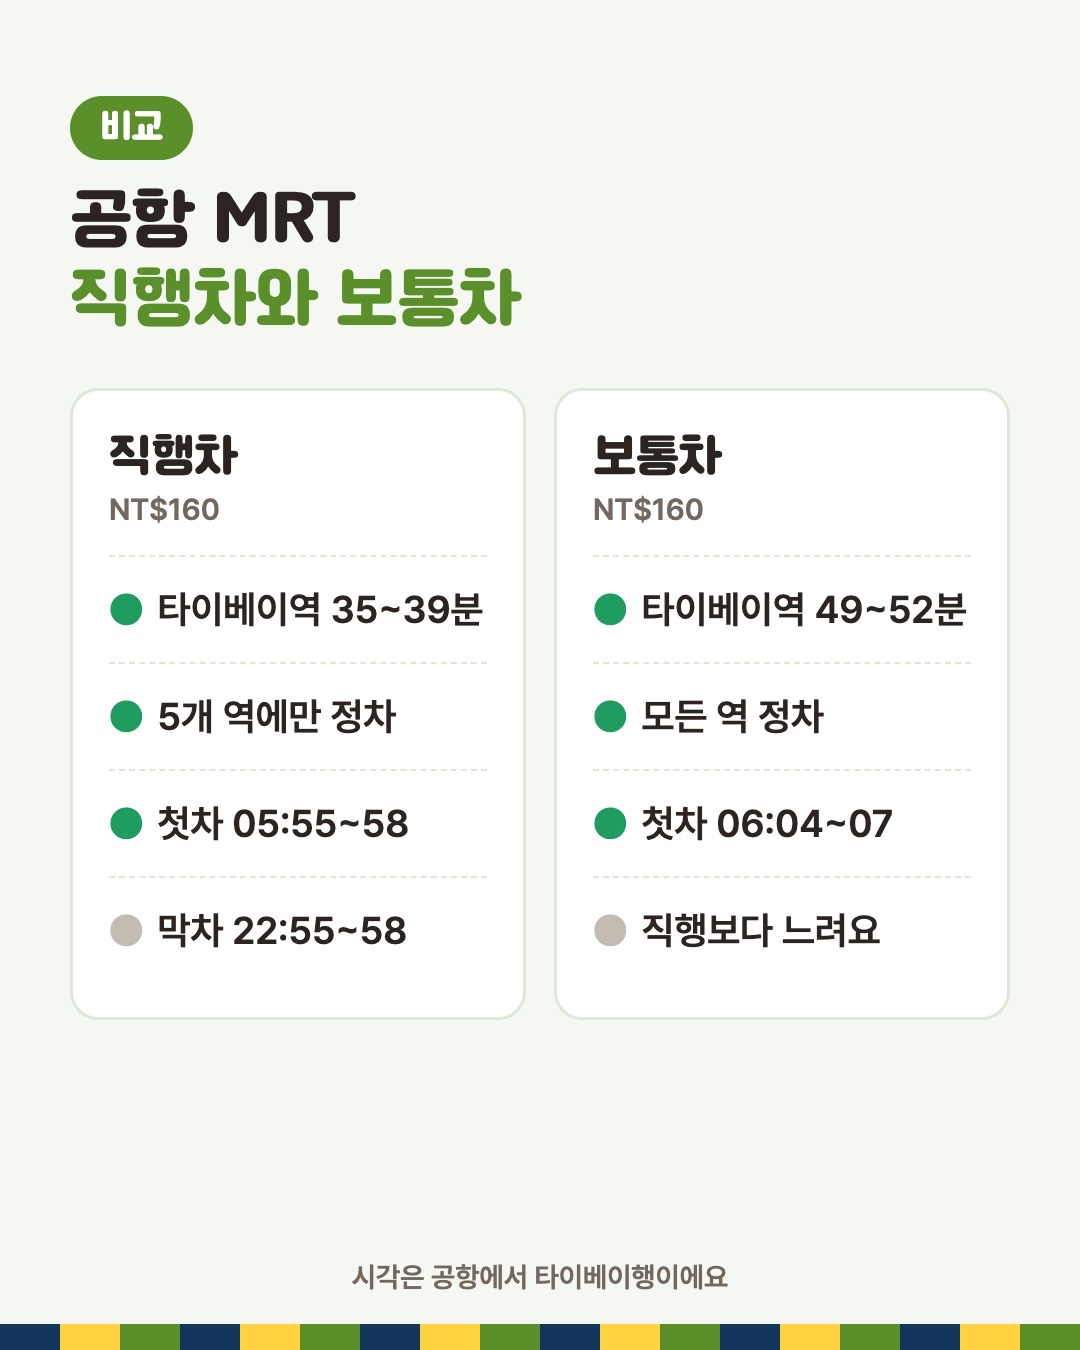 비교
공항 MRT
직행차와 보통차
직행차
NT$160
타이베이역 35~39분
5개 역에만 정차
첫차 05:55~58
막차 22:55~58
보통차
NT$160
타이베이역 49~52분
모든 역 정차
첫차 06:04~07
직행보다 느려요
시각은 공항에서 타이베이행이에요